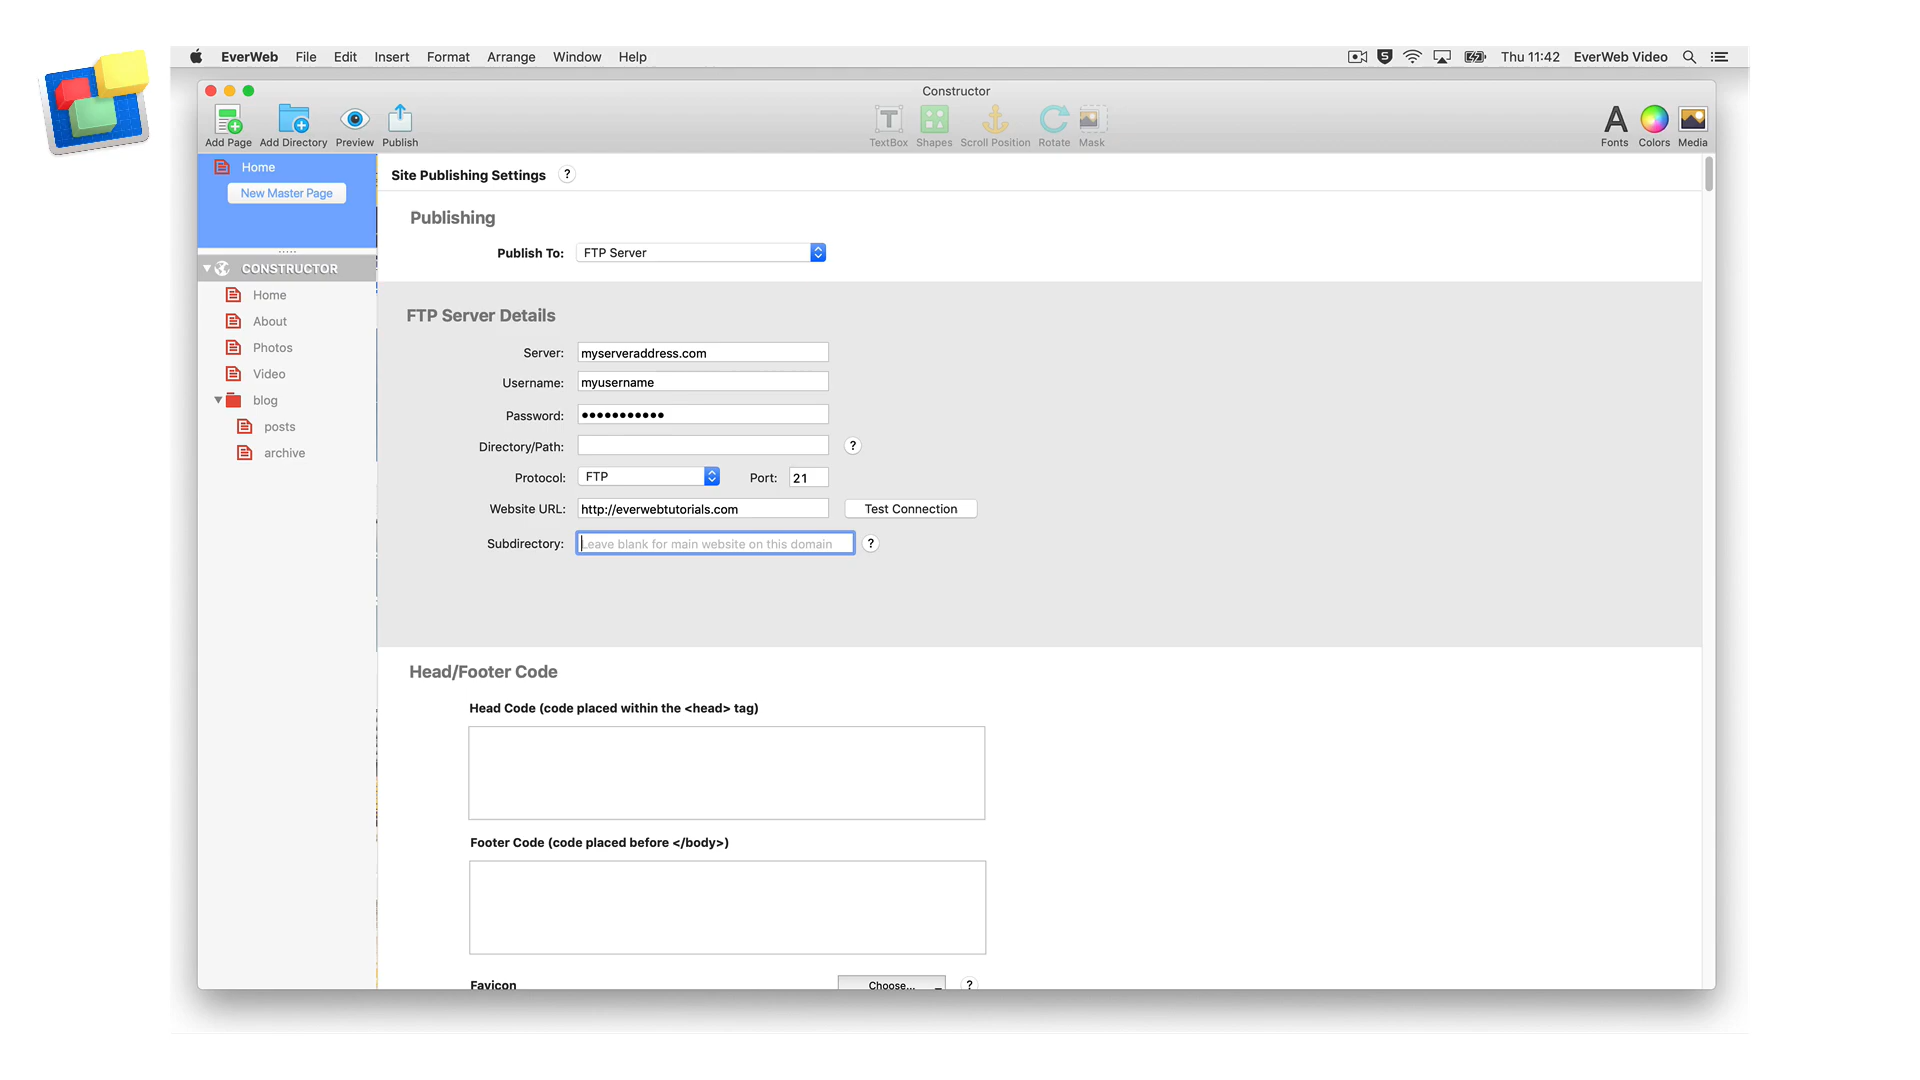 EverWeb File Edit Insert Format Arrange Window Help Thu 11:42 EverWeb Video
Constructor
Add Page Add Directory Preview Publish TextBox Shapes Scroll Position Rotate Mask Fonts Colors Media
Home
New Master Page
CONSTRUCTOR
Home
About
Photos
Video
blog
posts
archive
Site Publishing Settings ?
Publishing
Publish To: FTP Server
FTP Server Details
Server: myserveraddress.com
Username: myusername
Password: •••••••••••
Directory/Path: ?
Protocol: FTP Port: 21
Website URL: http://everwebtutorials.com Test Connection
Subdirectory: Leave blank for main website on this domain ?
Head/Footer Code
Head Code (code placed within the <head> tag)
Footer Code (code placed before </body>)
Favicon Choose... ?